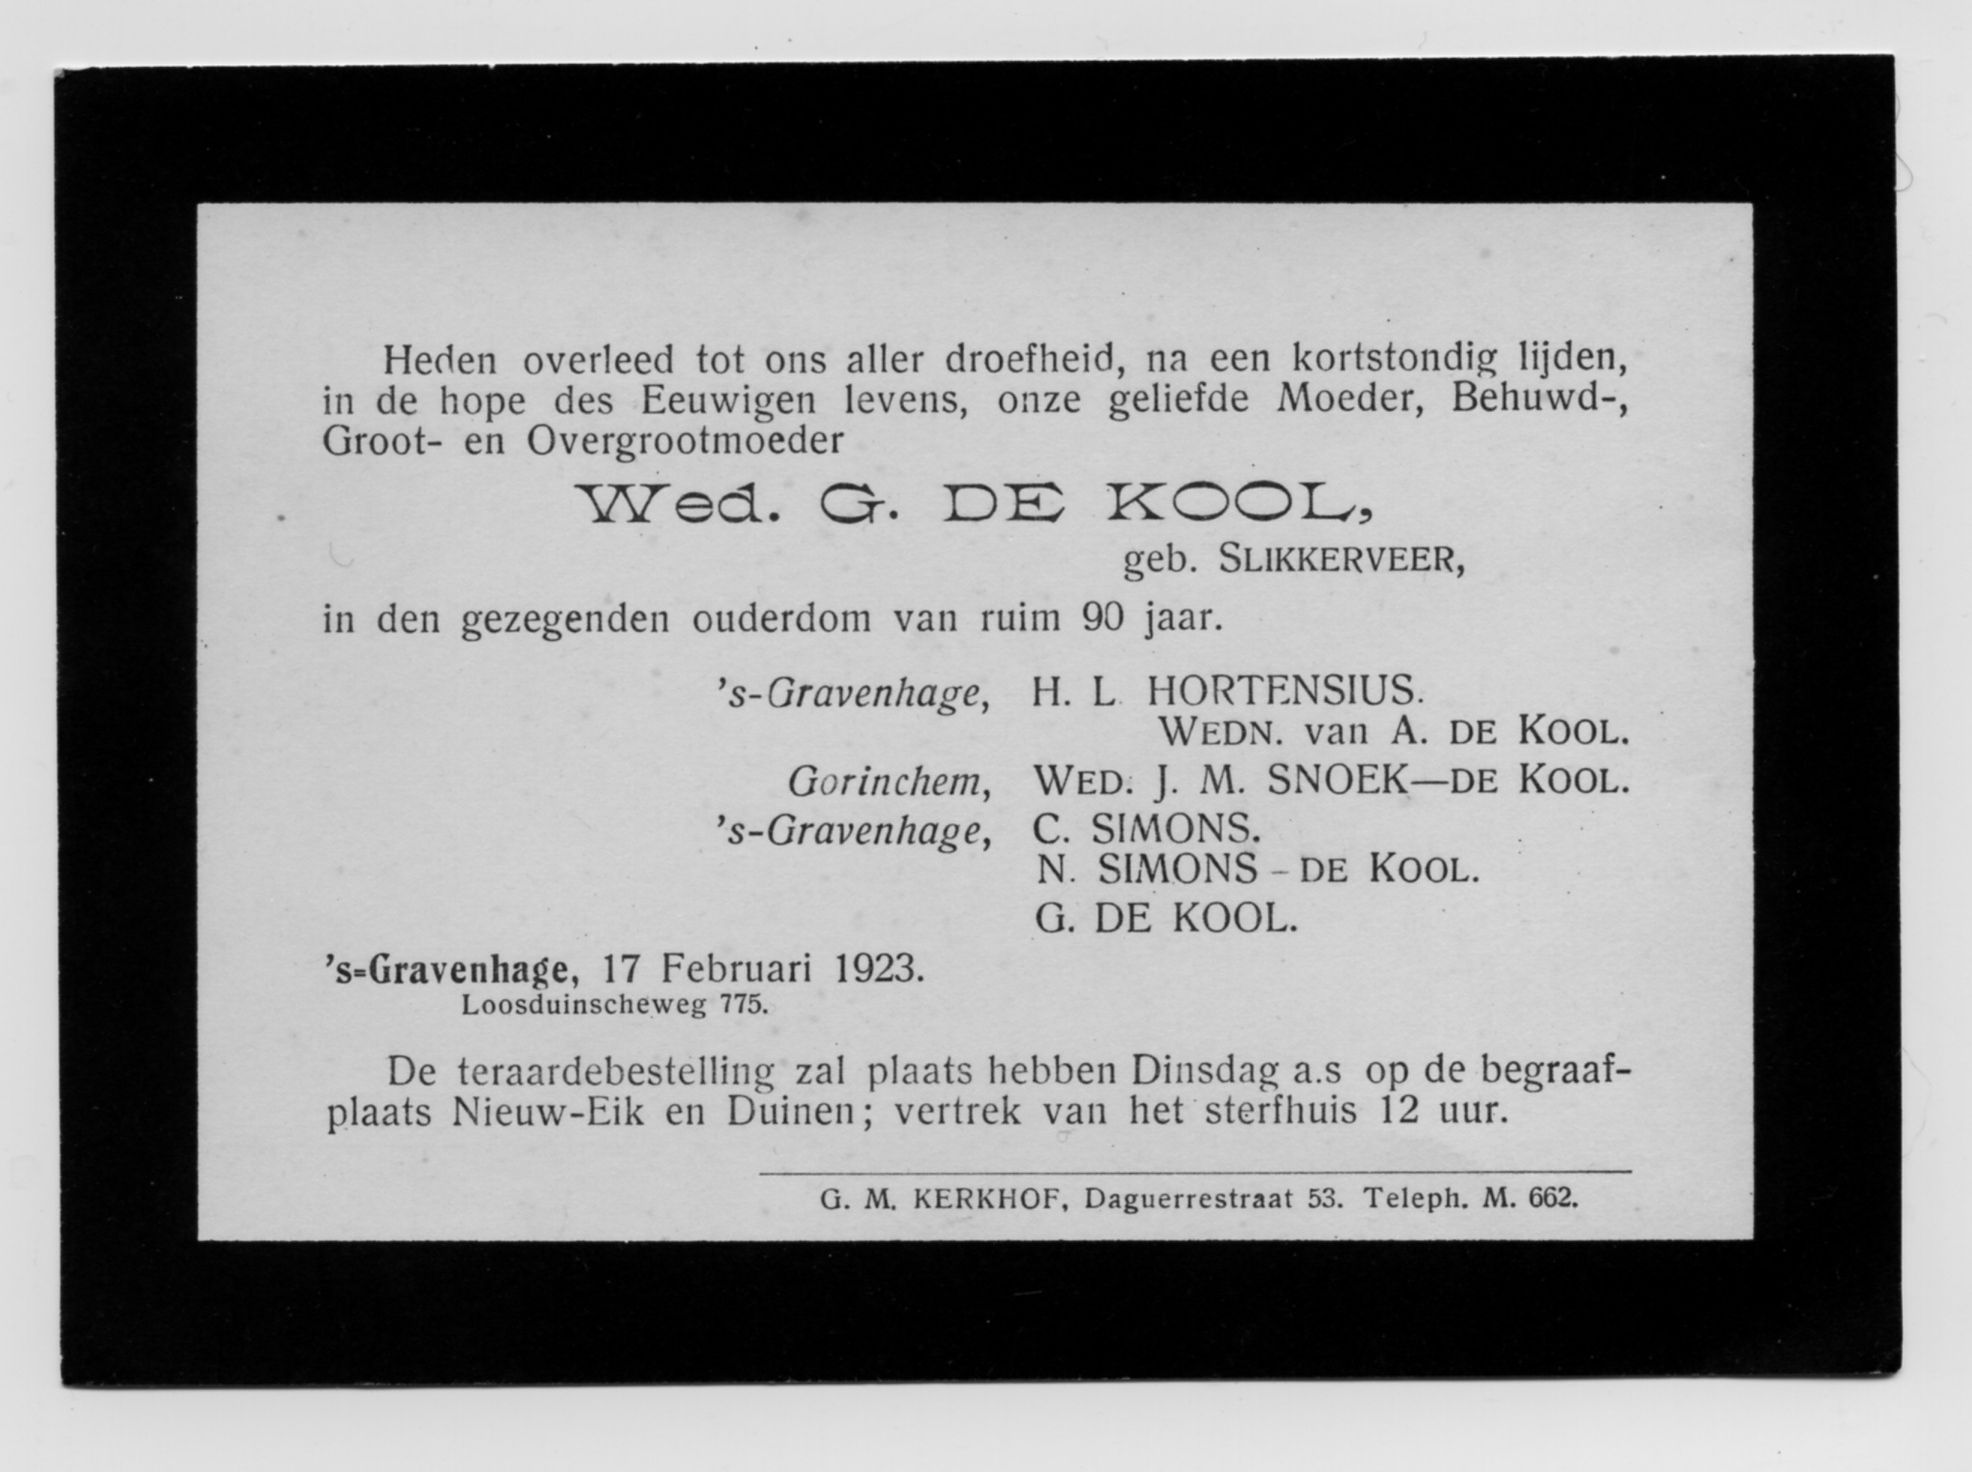 Heden overleed tot ons aller droefheid, na een kortstondig lijden,
in de hope des Eeuwigen levens, onze geliefde Moeder, Behuwd-,
Groot- en Overgrootmoeder
Wed. G. DE KOOL,
geb. SLIKKERVEER,
in den gezegenden ouderdom van ruim 90 jaar.
's-Gravenhage, H. L. HORTENSIUS.
WEDN. van A. DE KOOL.
Gorinchem, WED. J. M. SNOEK—DE KOOL.
's-Gravenhage, C. SIMONS.
N. SIMONS – DE KOOL.
G. DE KOOL.
's=Gravenhage, 17 Februari 1923.
Loosduinscheweg 775.
De teraardebestelling zal plaats hebben Dinsdag a.s op de begraaf-
plaats Nieuw-Eik en Duinen; vertrek van het sterfhuis 12 uur.
G. M. KERKHOF, Daguerrestraat 53. Teleph. M. 662.